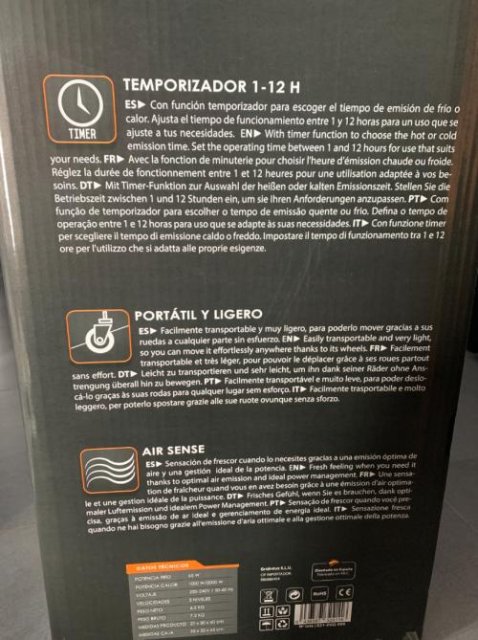 TEMPORIZADOR 1-12 H
ES► Con función temporizador para escoger el tiempo de emisión de frío o
calor. Ajusta el tiempo de funcionamiento entre 1 y 12 horas para un uso que se
ajuste a tus necesidades. EN► With timer function to choose the hot or cold
TIMER
emission time. Set the operating time between 1 and 12 hours for use that suits
your needs. FR► Avec la fonction de minuterie pour choisir l'heure d'émission chaude ou froide.
Réglez la durée de fonctionnement entre 1 et 12 heures pour une utilisation adaptée à vos be-
soins. DT► Mit Timer-Funktion zur Auswahl der heißen oder kalten Emissionszeit. Stellen Sie die
Betriebszeit zwischen 1 und 12 Stunden ein, um sie Ihren Anforderungen anzupassen. PT► Com
função de temporizador para escolher o tempo de emissão quente ou frio. Defina o tempo de
operação entre 1 e 12 horas para uso que se adapte às suas necessidades. IT► Con funzione timer
per scegliere il tempo di emissione caldo o freddo. Impostare il tempo di funzionamento tra 1 e 12
ore per l'utilizzo che si adatta alle proprie esigenze.
PORTÁTIL Y LIGERO
ES► Facilmente transportable y muy ligero, para poderlo mover gracias a sus
ruedas a cualquier parte sin esfuerzo. EN► Easily transportable and very light,
so you can move it effortlessly anywhere thanks to its wheels. FR► Facilement
transportable et très léger, pour pouvoir le déplacer grâce à ses roues partout
sans effort. DT► Leicht zu transportieren und sehr leicht, um ihn dank seiner Räder ohne Ans-
trengung überall hin zu bewegen. PT► Facilmente transportável e muito leve, para poder deslo-
cá-lo graças às suas rodas para qualquer lugar sem esforço. IT► Facilmente trasportabile e molto
leggero, per poterlo spostare grazie alle sue ruote ovunque senza sforzo.
AIR SENSE
ES► Sensación de frescor cuando lo necesites gracias a una emisión óptima de
aire y una gestión ideal de la potencia. EN► Fresh feeling when you need it
thanks to optimal air emission and ideal power management. FR► Une sensa-
tion de fraîcheur quand vous en avez besoin grâce à une émission d'air optima-
le et une gestion idéale de la puissance. DT► Frisches Gefühl, wenn Sie es brauchen, dank opti-
maler Luftemission und idealem Power Management. PT► Sensação de frescor quando você pre-
cisa, graças à emissão de ar ideal e gerenciamento de energia ideal. IT► Sensazione fresca
quando ne hai bisogno grazie all'emissione d'aria ottimale e alla gestione ottimale della potenza.
DATOS TÉCNICOS
POTENCIA FRÍO
POTENCIA CALOR
VOLTAJE
VELOCIDADES
PESO NETO
PESO BRUTO
MEDIDAS PRODUCTO
MEDIDAS CAJA